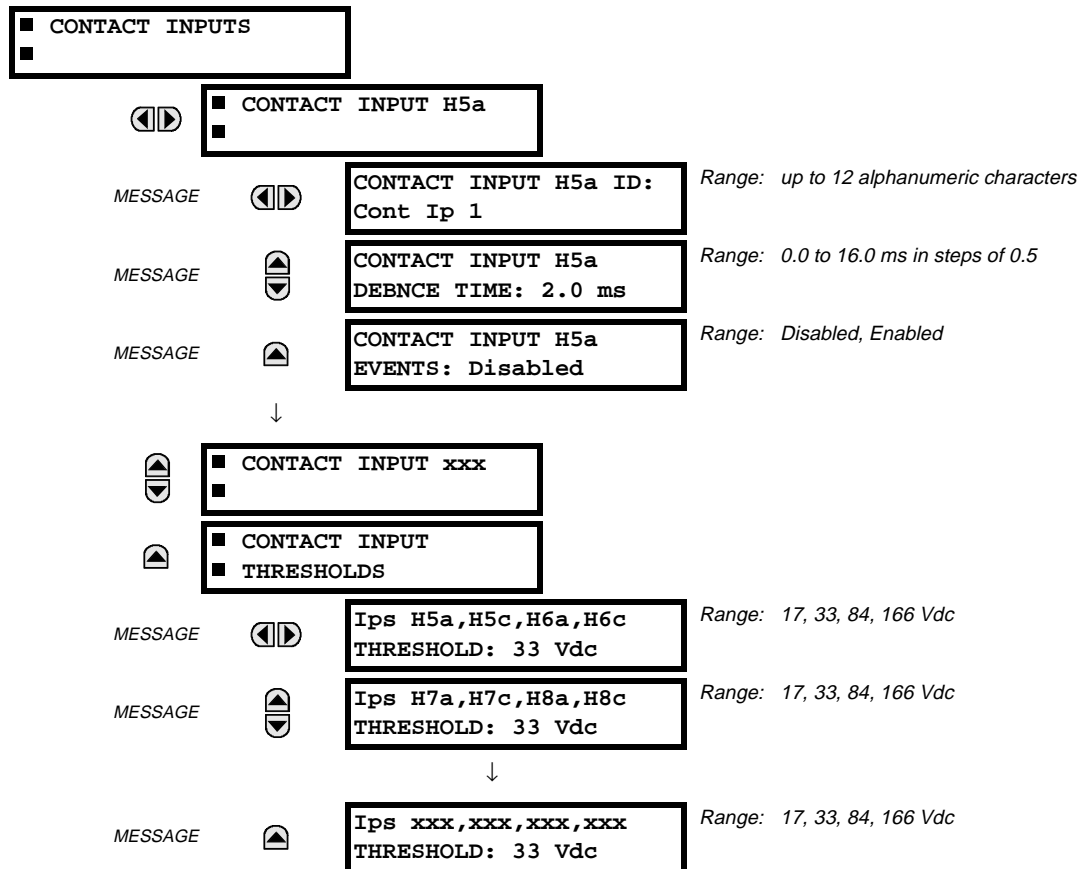 ■ CONTACT INPUTS
■
■ CONTACT INPUT H5a
■
MESSAGE
CONTACT INPUT H5a ID:
Cont Ip 1
Range: up to 12 alphanumeric characters
MESSAGE
CONTACT INPUT H5a
DEBNCE TIME: 2.0 ms
Range: 0.0 to 16.0 ms in steps of 0.5
MESSAGE
CONTACT INPUT H5a
EVENTS: Disabled
Range: Disabled, Enabled
↓
■ CONTACT INPUT xxx
■
■ CONTACT INPUT
■ THRESHOLDS
MESSAGE
Ips H5a,H5c,H6a,H6c
THRESHOLD: 33 Vdc
Range: 17, 33, 84, 166 Vdc
MESSAGE
Ips H7a,H7c,H8a,H8c
THRESHOLD: 33 Vdc
Range: 17, 33, 84, 166 Vdc
↓
MESSAGE
Ips xxx,xxx,xxx,xxx
THRESHOLD: 33 Vdc
Range: 17, 33, 84, 166 Vdc